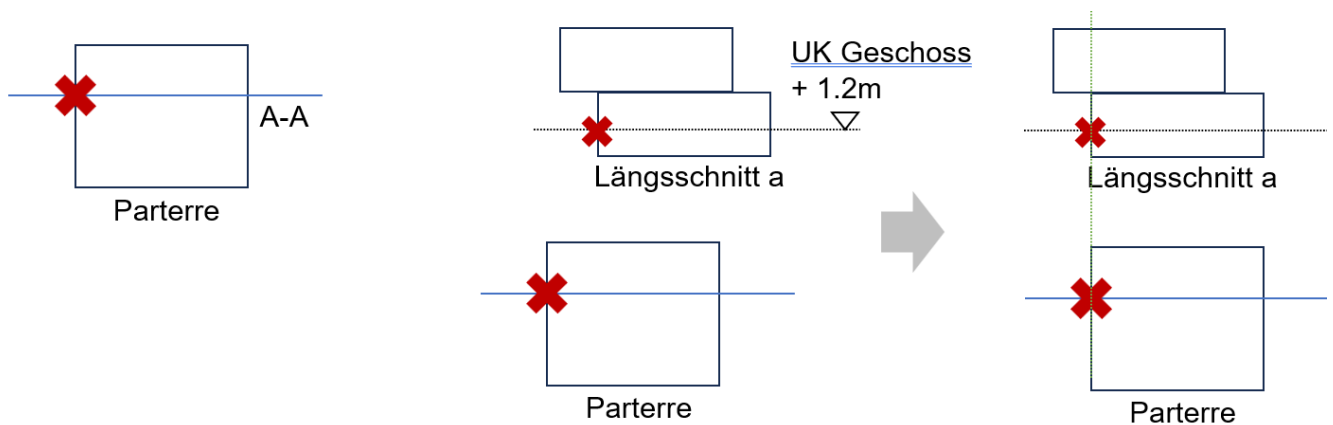 A-A
Parterre
UK Geschoss
+ 1.2m
Längsschnitt a
Parterre
Längsschnitt a
Parterre